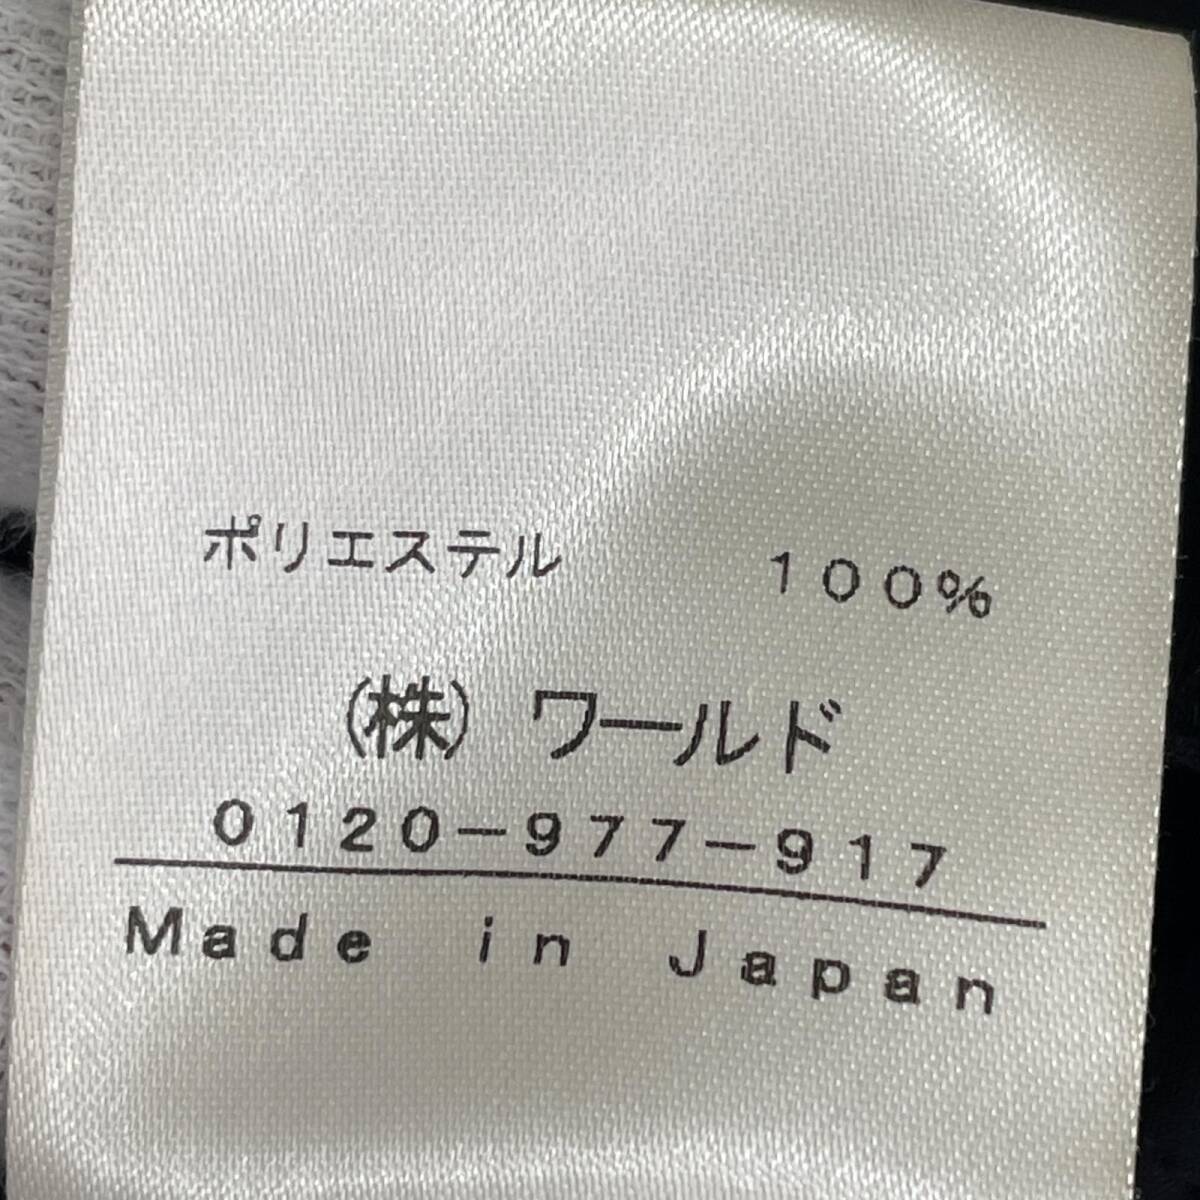 ポリエステル 100%
(株) ワールド
0120-977-917
Made in Japan